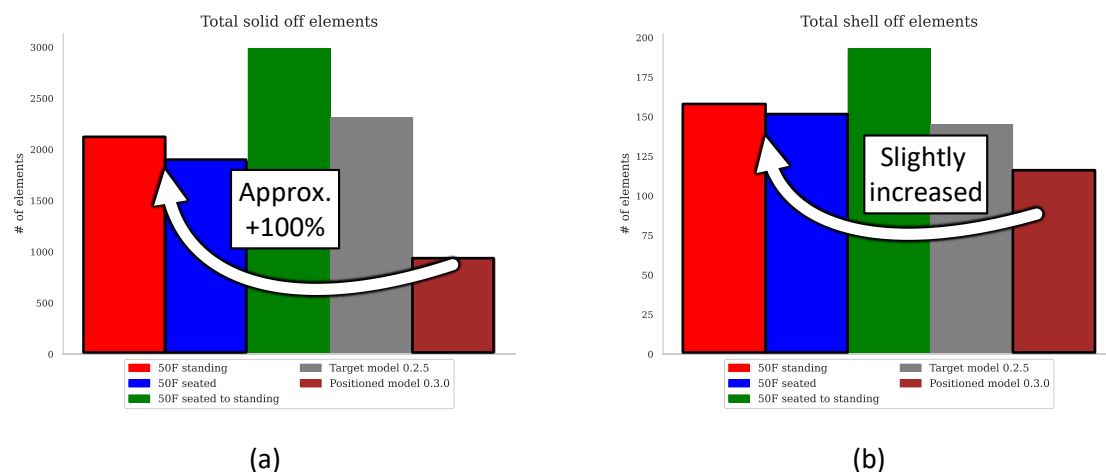 Total solid off elements
# of elements
3000
2500
2000
1500
1000
500
0
Approx.
+100%
50F standing
50F seated
50F seated to standing
Target model 0.2.5
Positioned model 0.3.0
(a)
Total shell off elements
# of elements
200
175
150
125
100
75
50
25
0
Slightly
increased
50F standing
50F seated
50F seated to standing
Target model 0.2.5
Positioned model 0.3.0
(b)